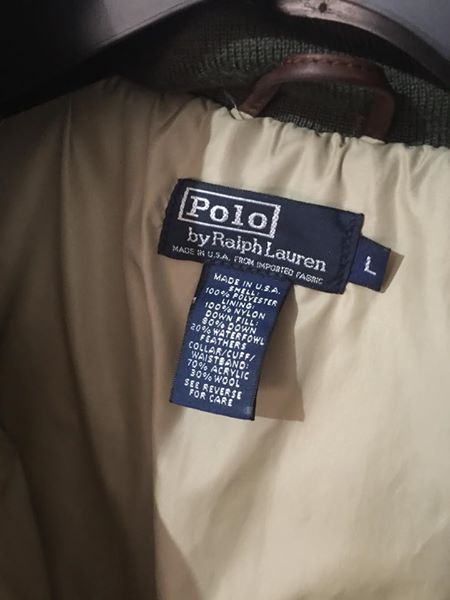 Polo
by Ralph Lauren
MADE IN U.S.A. FROM IMPORTED FABRIC
L
MADE IN U.S.A.
SHELL:
100% POLYESTER
LINING:
100% NYLON
DOWN FILL:
80% DOWN
20% WATERFOWL
FEATHERS
COLLAR/CUFF/
WAISTBAND:
70% ACRYLIC
30% WOOL
SEE REVERSE
FOR CARE